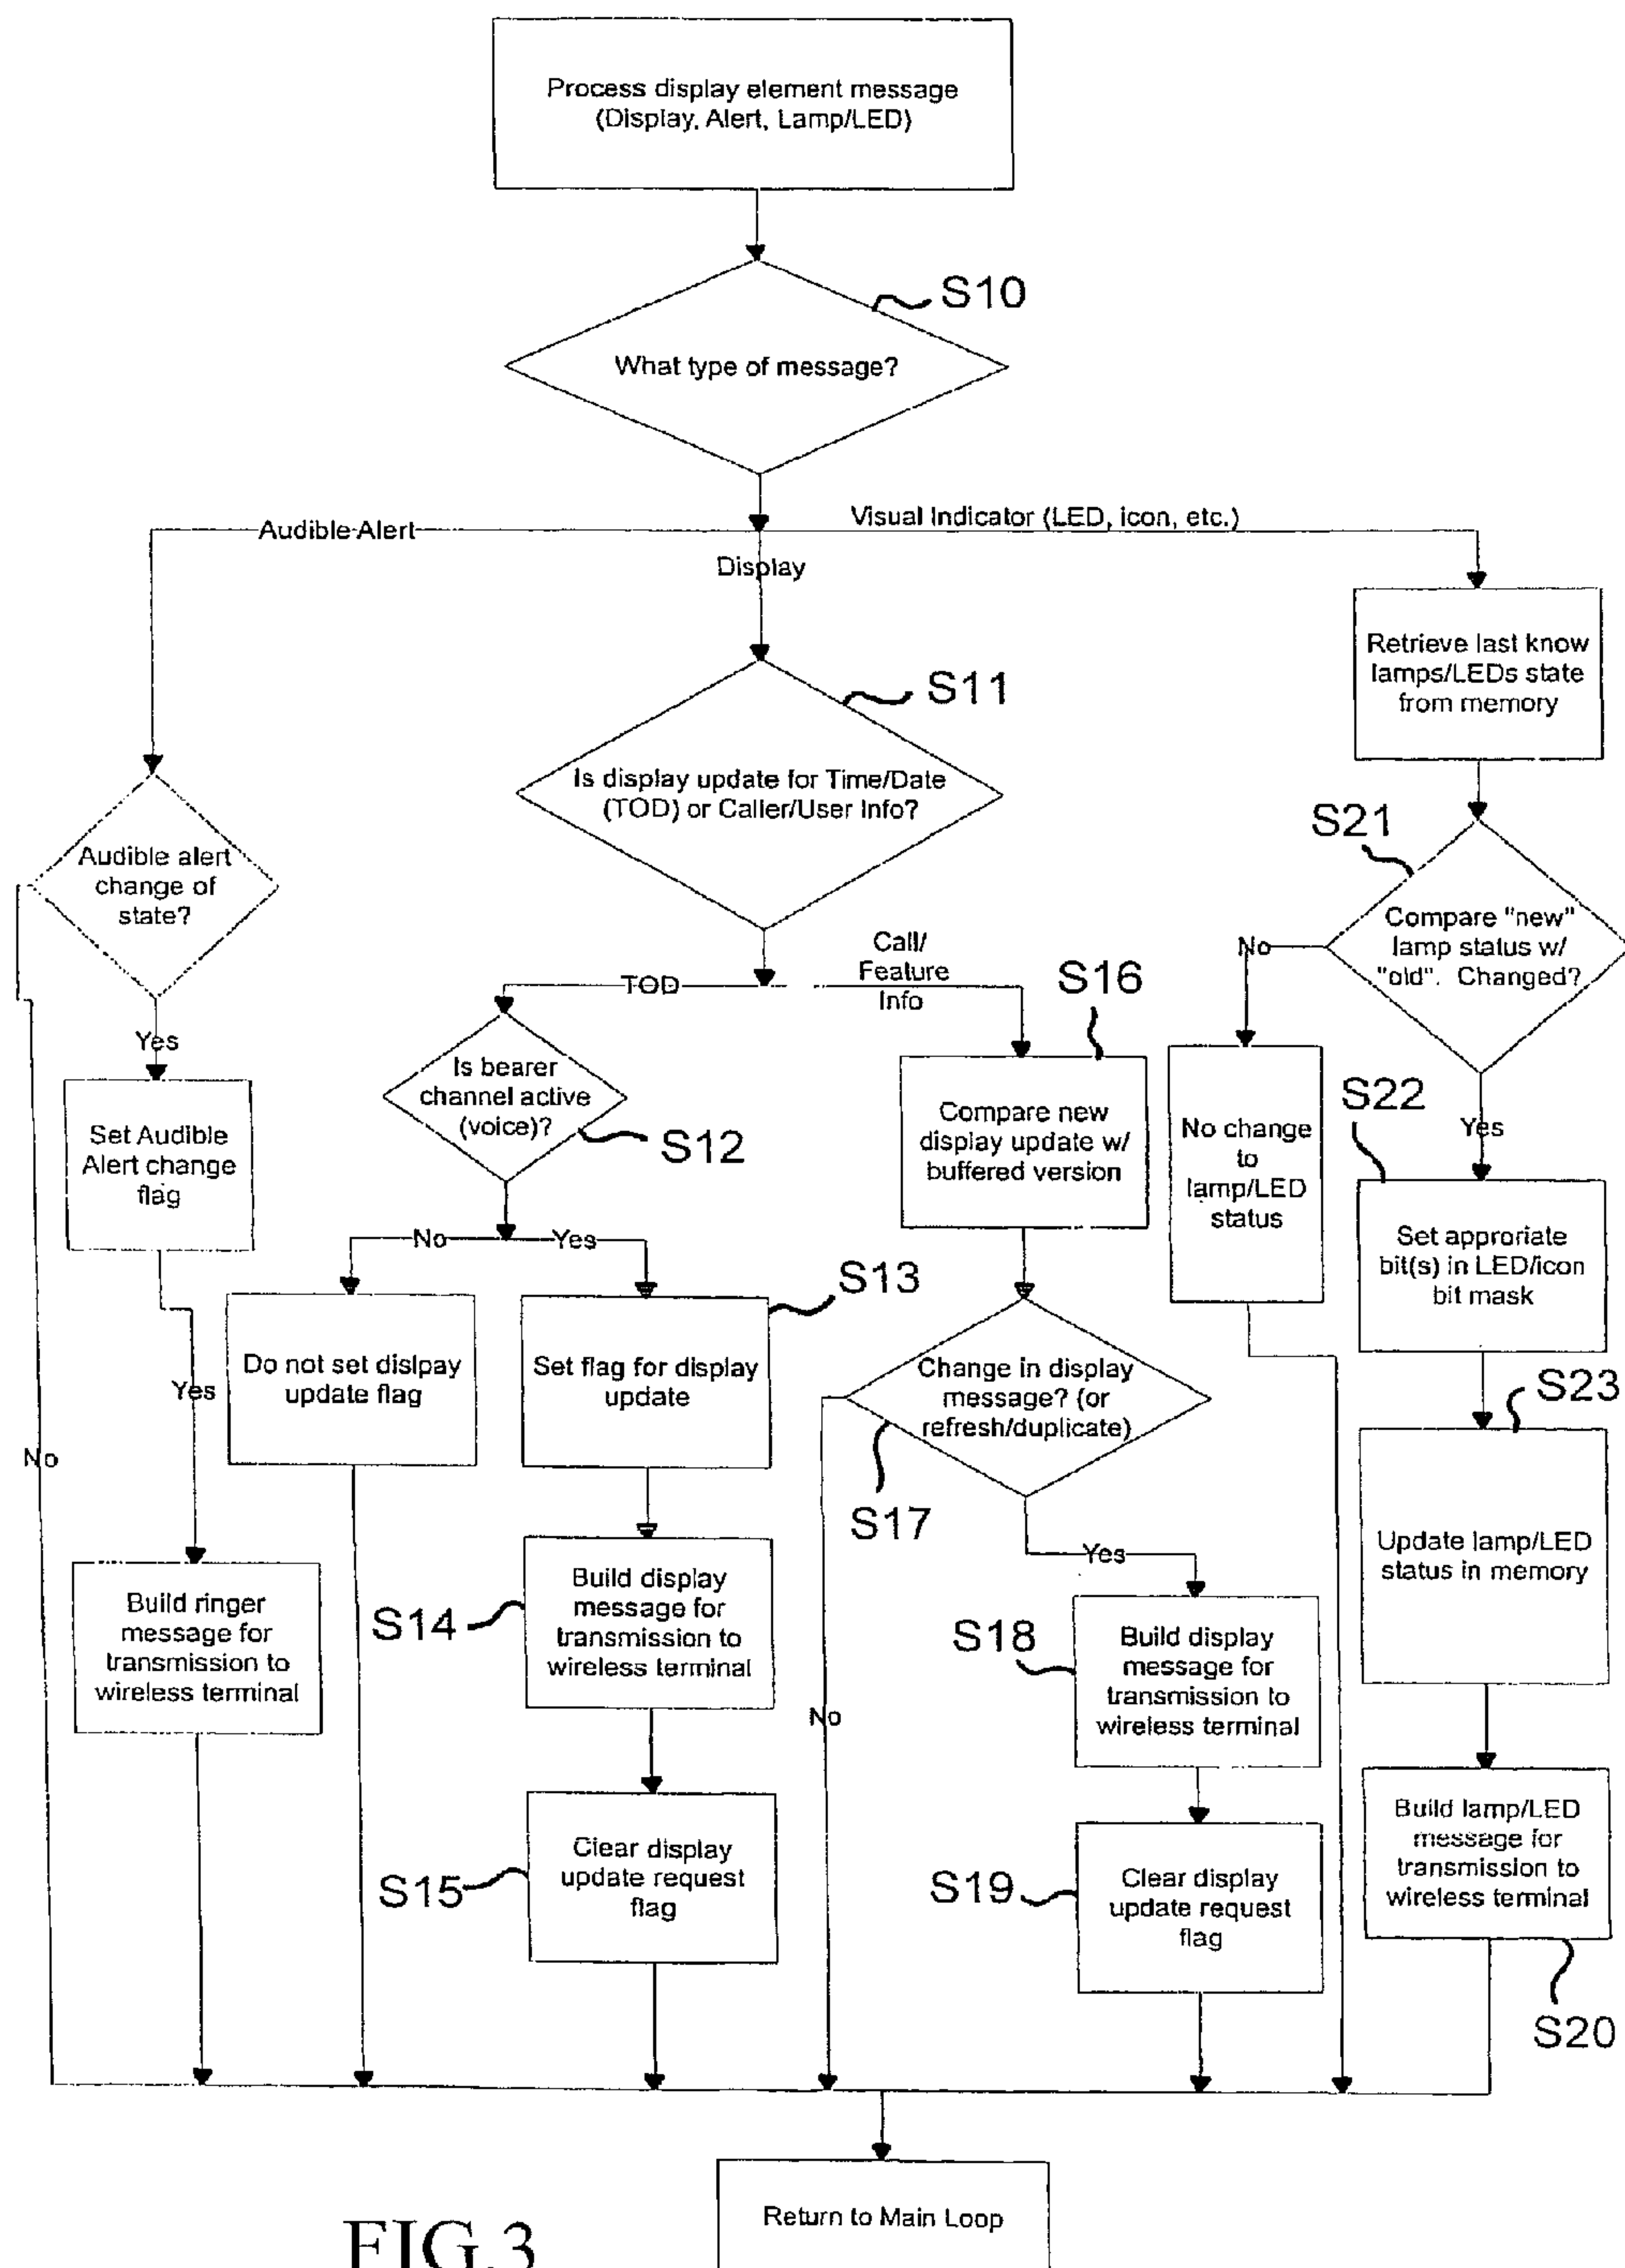 Process display element message
(Display, Alert, Lamp/LED)
S10
What type of message?
Audible Alert
Visual Indicator (LED, icon, etc.)
Display
Retrieve last know
lamps/LEDs state
from memory
S11
Is display update for Time/Date
(TOD) or Caller/User Info?
S21
Audible alert
change of
state?
Compare "new"
lamp status w/
"old". Changed?
No
Call/
Feature
Info
TOD
S16
Yes
Is bearer
channel active
(voice)?
S12
Compare new
display update w/
buffered version
No change
to
lamp/LED
status
S22
Yes
Set Audible
Alert change
flag
Set approriate
bit(s) in LED/icon
bit mask
No
Yes
S13
Do not set dislpay
update flag
Set flag for display
update
Change in display
message? (or
refresh/duplicate)
S23
Yes
No
S17
Update lamp/LED
status in memory
Yes
Build ringer
message for
transmission to
wireless terminal
S14
Build display
message for
transmission to
wireless terminal
S18
Build display
message for
transmission to
wireless terminal
No
Build lamp/LED
message for
transmission to
wireless terminal
S15
Clear display
update request
flag
S19
Clear display
update request
flag
S20
Return to Main Loop
FIG.3